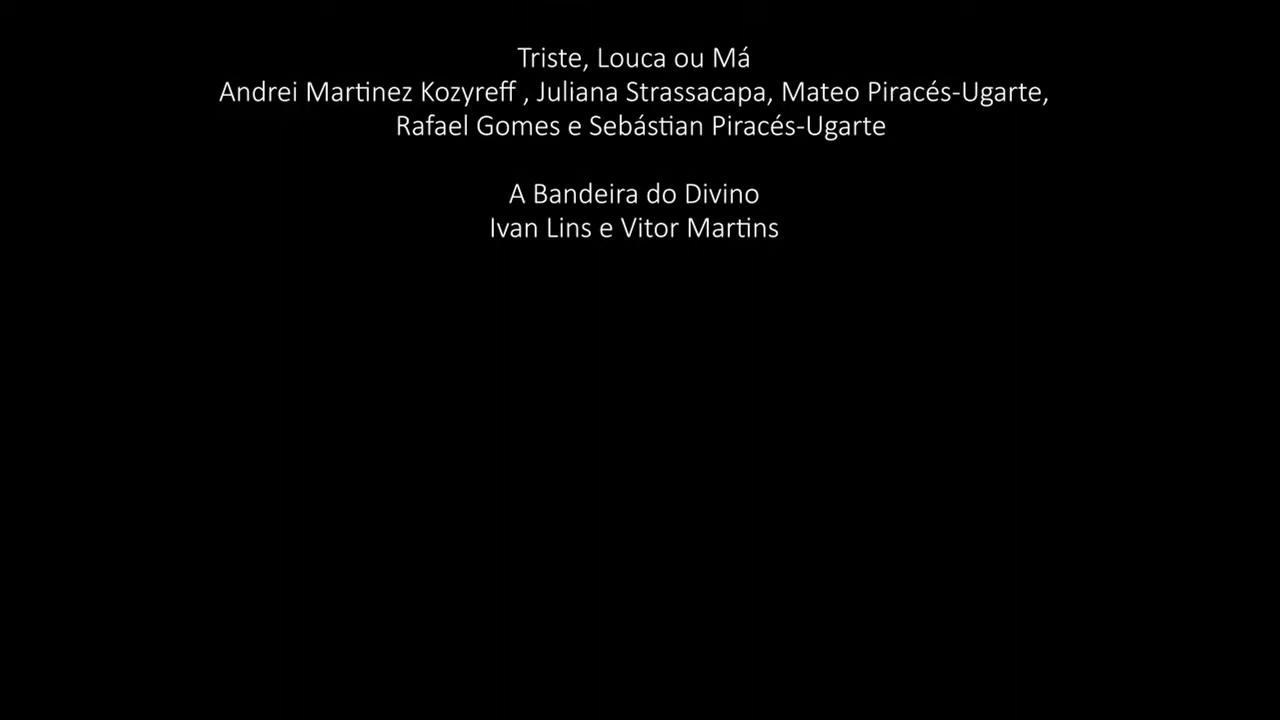 Triste, Louca ou Má
Andrei Martinez Kozyreff , Juliana Strassacapa, Mateo Piracés-Ugarte,
Rafael Gomes e Sebástian Piracés-Ugarte
A Bandeira do Divino
Ivan Lins e Vitor Martins